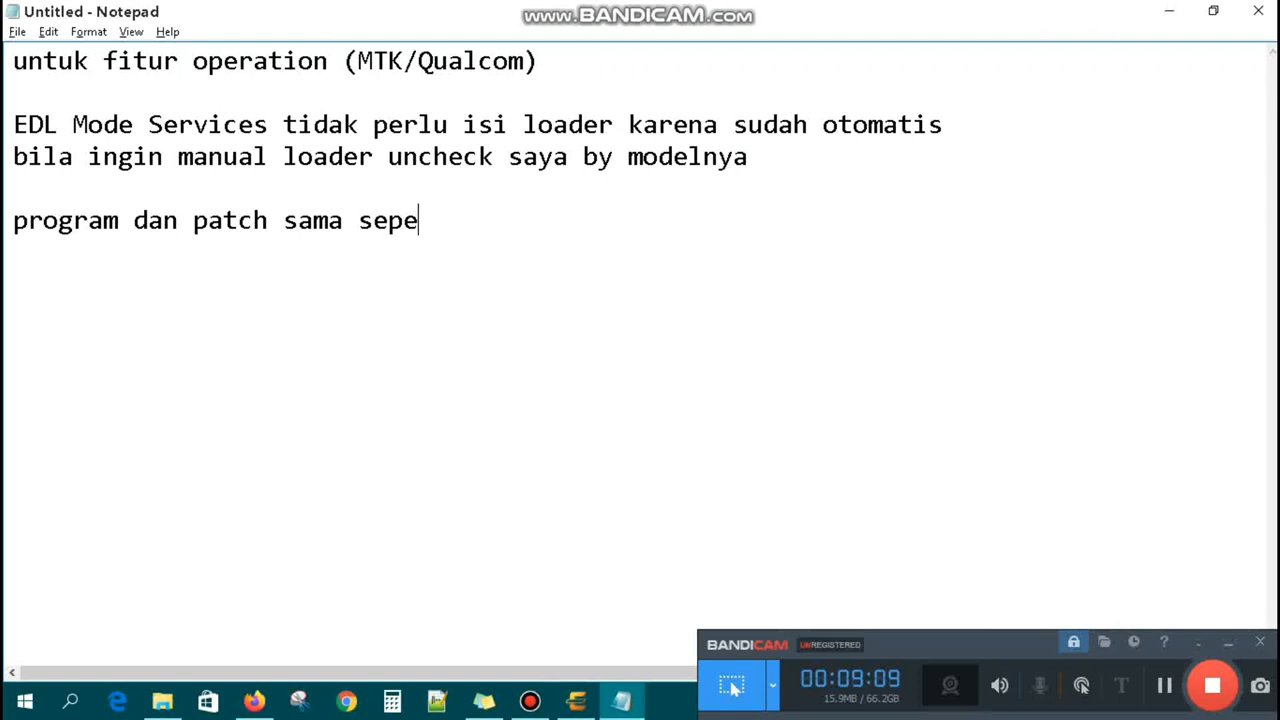 Untitled - Notepad
www.BANDICAM.com
File Edit Format View Help
untuk fitur operation (MTK/Qualcom)
EDL Mode Services tidak perlu isi loader karena sudah otomatis
bila ingin manual loader uncheck saya by modelnya
program dan patch sama sepe
BANDICAM UNREGISTERED
00:09:09
15.9MB / 66.2GB